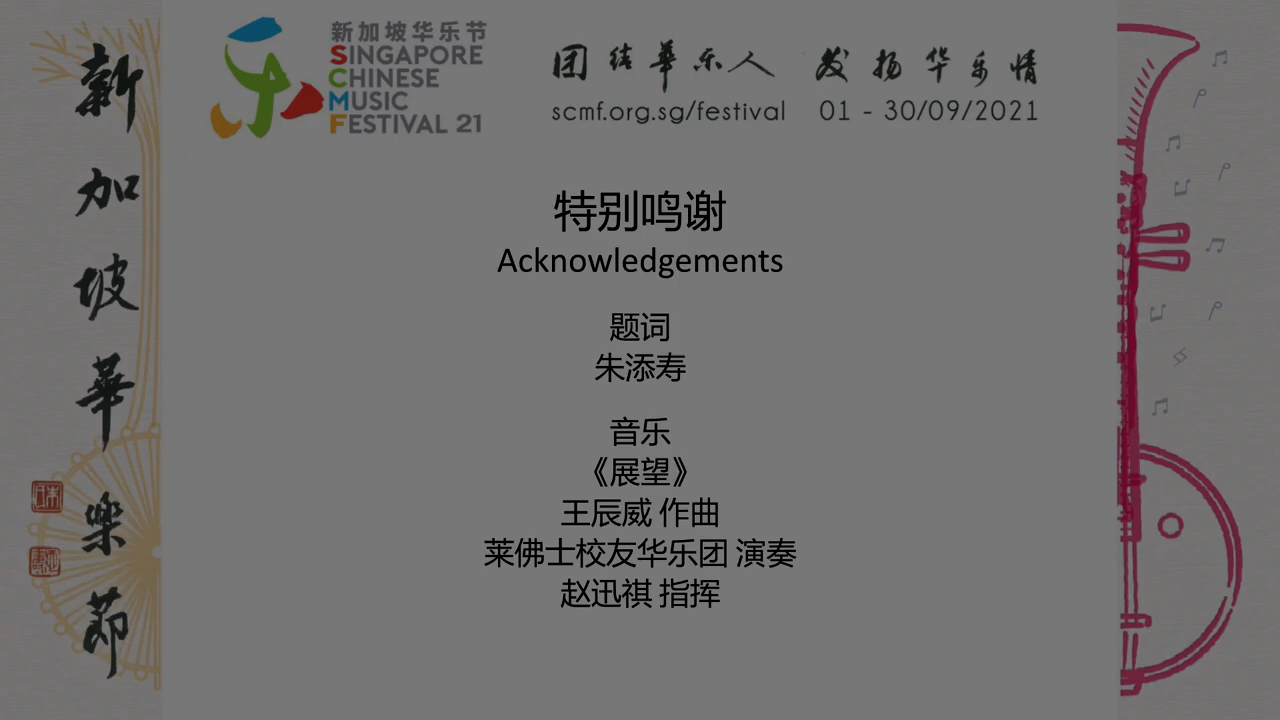 新加坡華樂節
新加坡华乐节
SINGAPORE
CHINESE
MUSIC
FESTIVAL 21
团结華乐人 发扬华乐情
scmf.org.sg/festival 01 - 30/09/2021
特别鸣谢
Acknowledgements
题词
朱添寿
音乐
《展望》
王辰威 作曲
莱佛士校友华乐团 演奏
赵迅祺 指挥